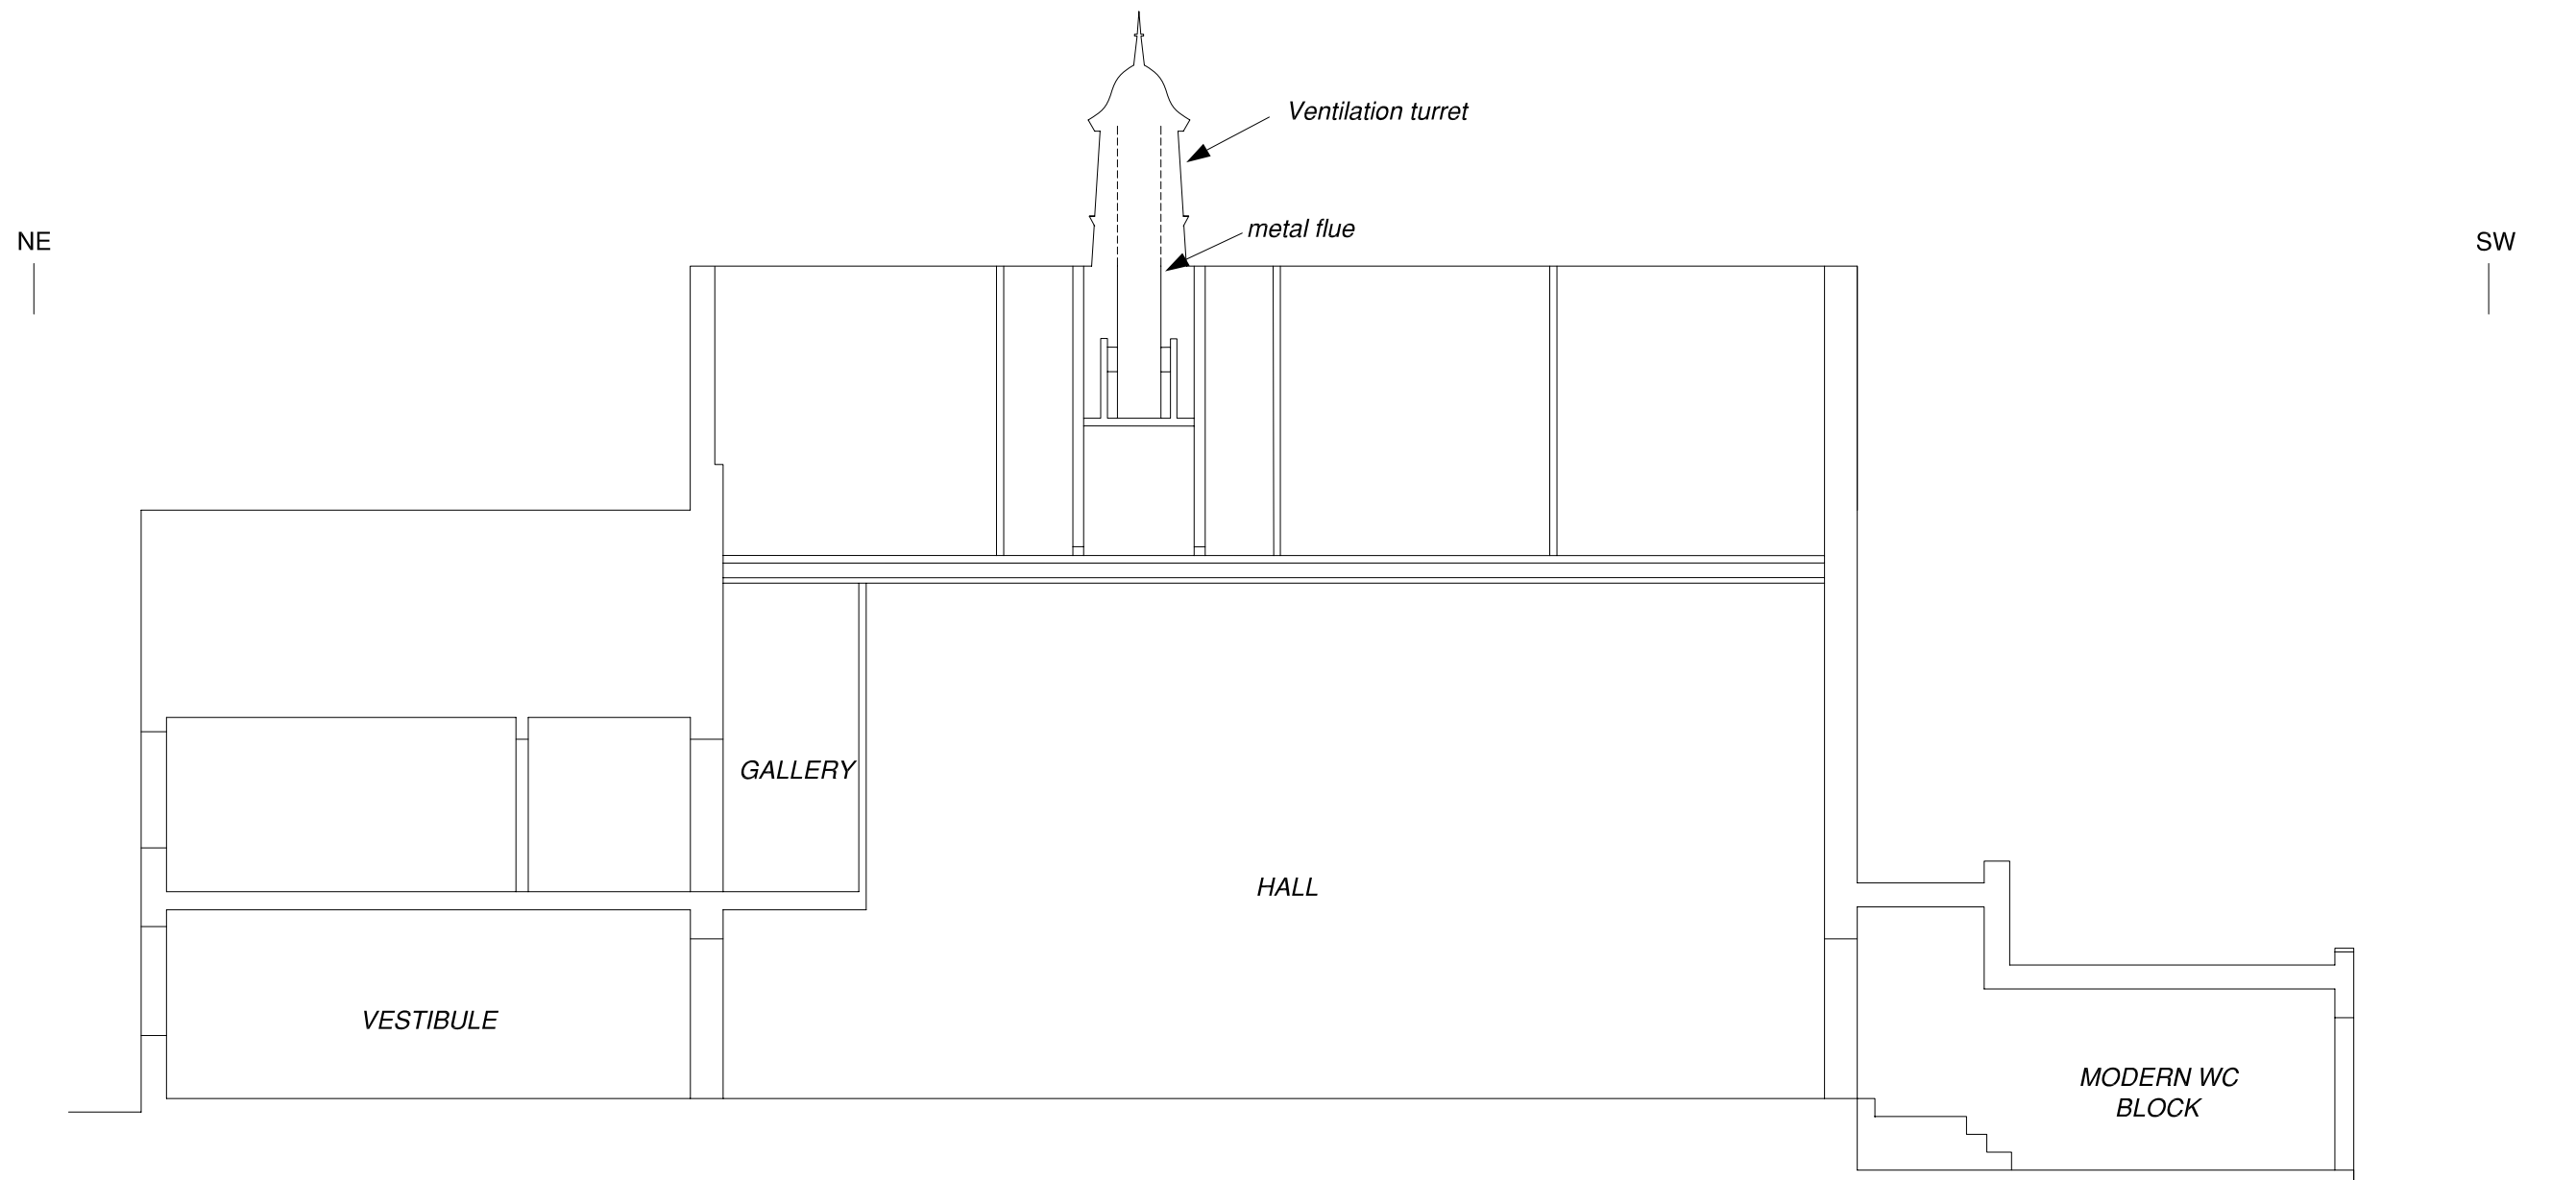 Ventilation turret
metal flue
NE
SW
GALLERY
HALL
VESTIBULE
MODERN WC
BLOCK